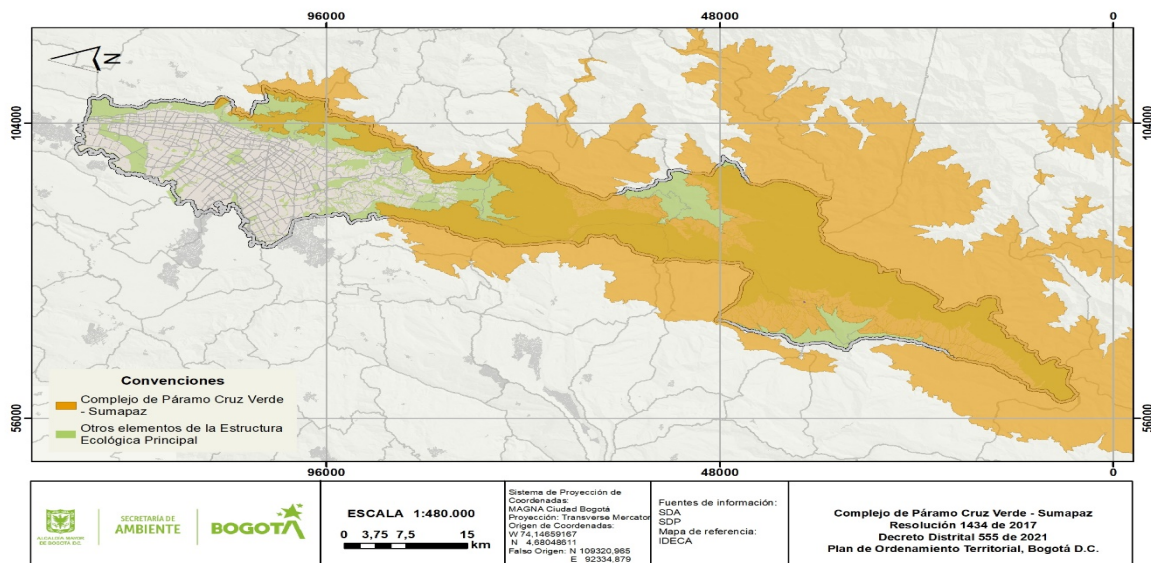 96000
48000
0
N
104000
104000
Convenciones
Complejo de Páramo Cruz Verde
- Sumapaz
Otros elementos de la Estructura
Ecológica Principal
56000
56000
96000
48000
0
ALCALDÍA MAYOR
DE BOGOTÁ D.C.
SECRETARÍA DE
AMBIENTE
BOGOTÁ
ESCALA 1:480.000
0 3,75 7,5 15
km
Sistema de Proyección de
Coordenadas:
MAGNA Ciudad Bogotá
Proyección: Transverse Mercator
Origen de Coordenadas:
W 74,14659167
N 4,68048611
Falso Origen: N 109320,965
E 92334,879
Fuentes de información:
SDA
SDP
Mapa de referencia:
IDECA
Complejo de Páramo Cruz Verde - Sumapaz
Resolución 1434 de 2017
Decreto Distrital 555 de 2021
Plan de Ordenamiento Territorial, Bogotá D.C.